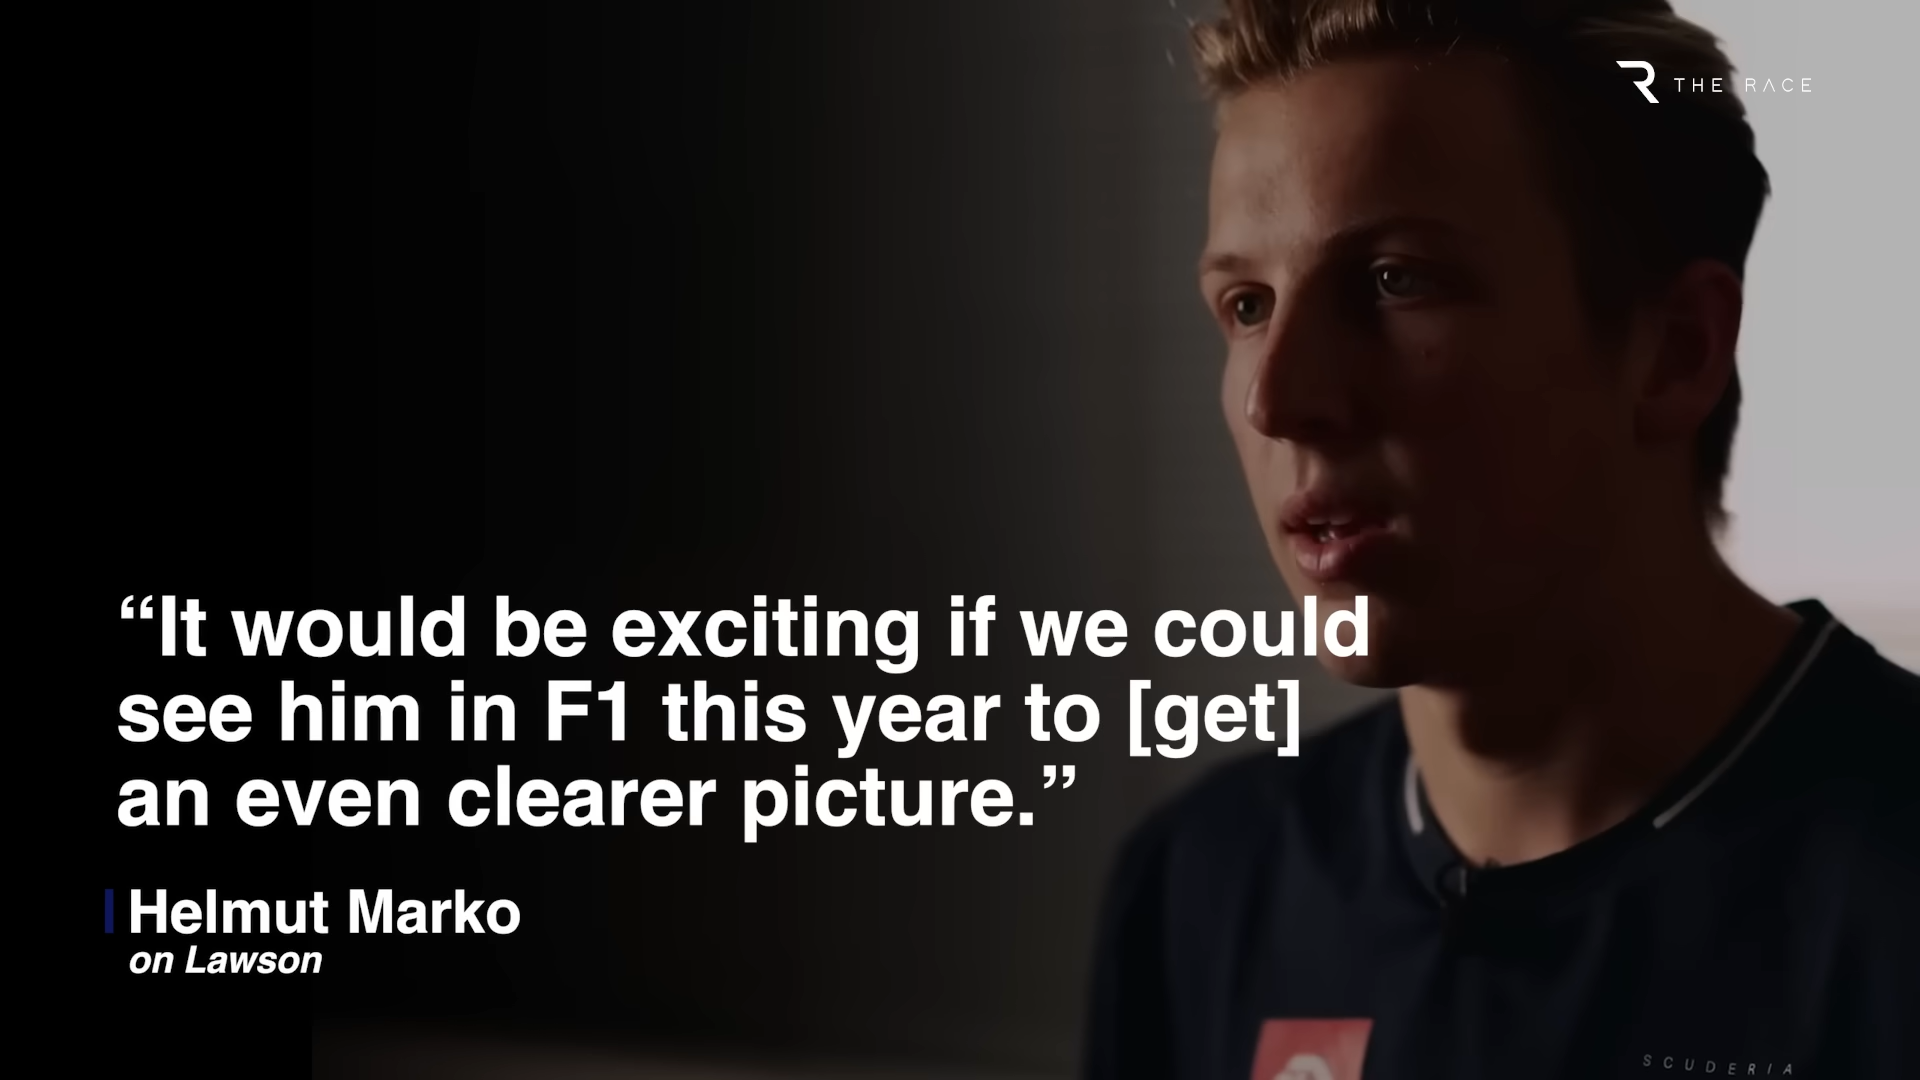 THE RACE
“It would be exciting if we could
see him in F1 this year to [get]
an even clearer picture.”
Helmut Marko
on Lawson
SCUDERIA